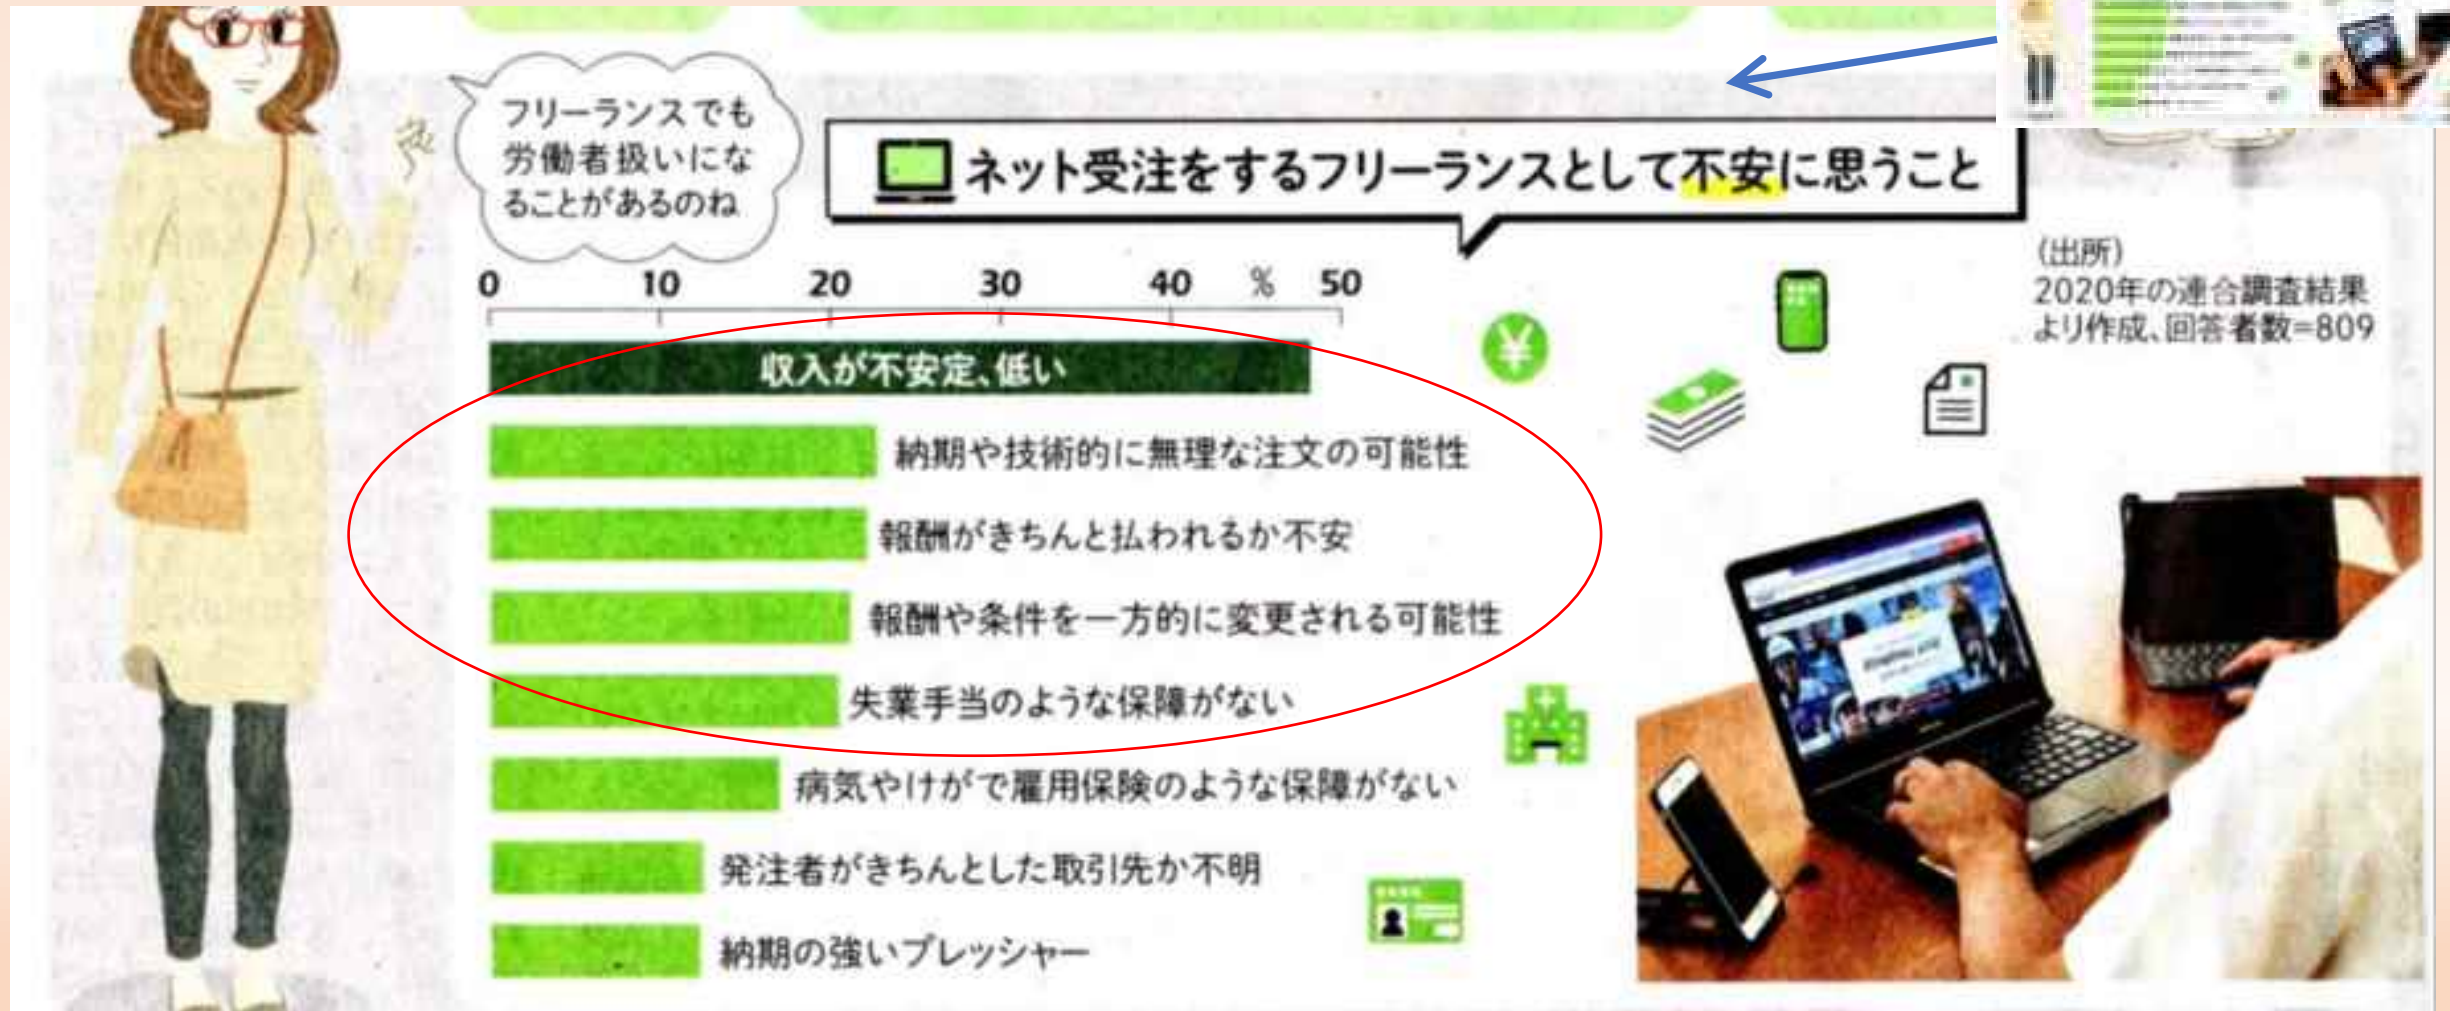 フリーランスでも
労働者扱いにな
ることがあるのね
ネット受注をするフリーランスとして不安に思うこと
(出所)
2020年の連合調査結果
より作成、回答者数=809
0 10 20 30 40 % 50
収入が不安定、低い
納期や技術的に無理な注文の可能性
報酬がきちんと払われるか不安
報酬や条件を一方的に変更される可能性
失業手当のような保障がない
病気やけがで雇用保険のような保障がない
発注者がきちんとした取引先か不明
納期の強いプレッシャー